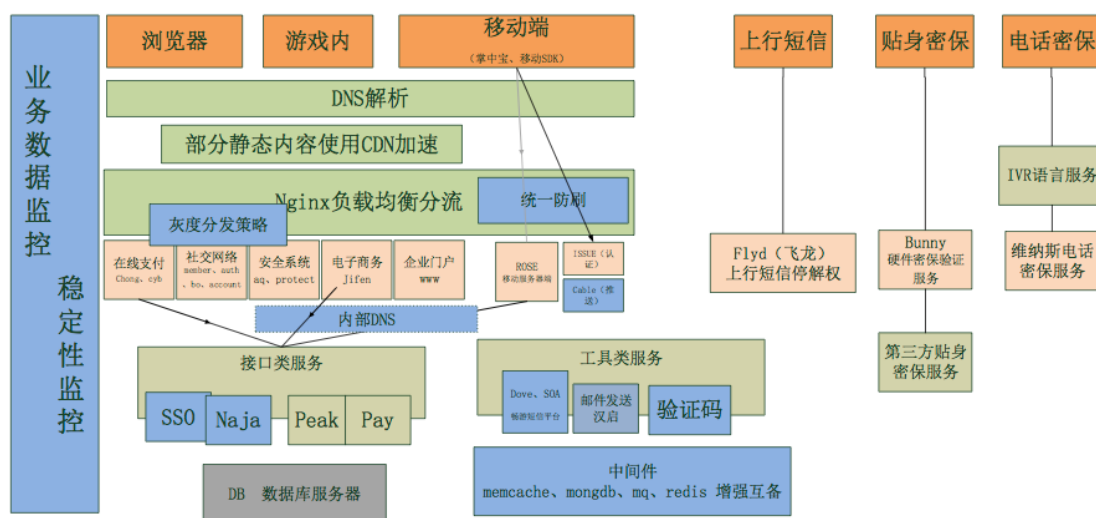 业务数据监控
稳定性监控
浏览器
游戏内
移动端
（掌中宝、移动SDK）
上行短信
贴身密保
电话密保
DNS解析
部分静态内容使用CDN加速
Nginx负载均衡分流
统一防刷
灰度分发策略
在线支付
Chong、cyb
社交网络
member、auth
、bo、account
安全系统
aq、protect
电子商务
Jifen
企业门户
www
ROSE
移动服务器端
ISSUE（认
证）
Cable（推
送）
内部DNS
IVR语言服务
Flyd（飞龙）
上行短信停解权
Bunny
硬件密保验证
服务
维纳斯电话
密保服务
第三方贴身
密保服务
接口类服务
SSO
Naja
Peak
Pay
工具类服务
Dove、SOA
畅游短信平台
邮件发送
汉启
验证码
DB 数据库服务器
中间件
memcache、mongdb、mq、redis 增强互备